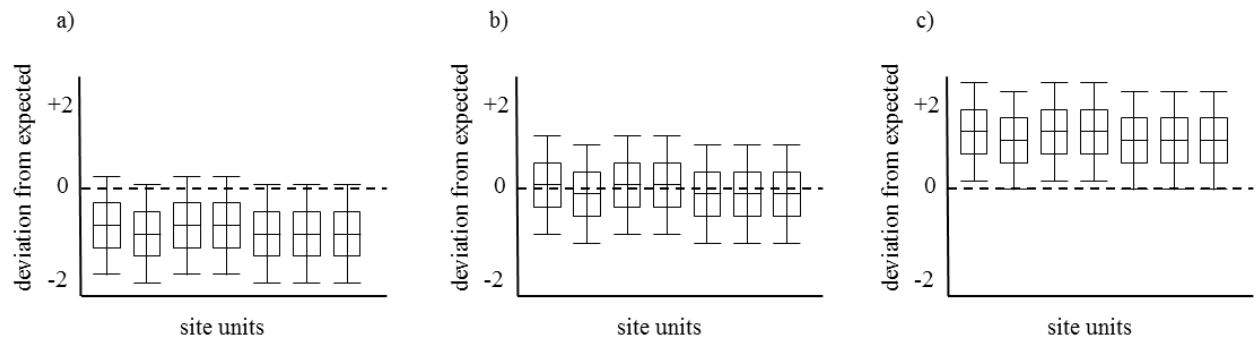 a)
deviation from expected
+2
0
-2
site units
b)
deviation from expected
+2
0
-2
site units
c)
deviation from expected
+2
0
-2
site units